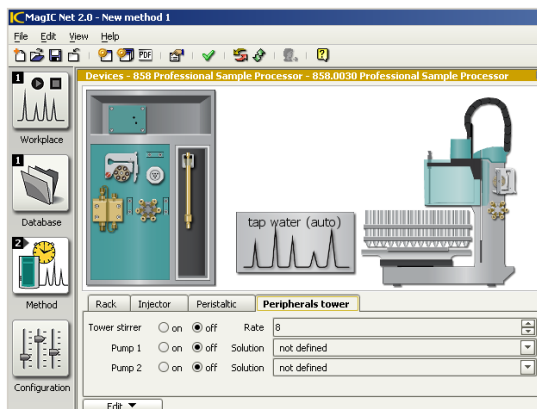 MagIC Net 2.0 - New method 1
File Edit View Help
PDF
Devices - 858 Professional Sample Processor - 858.0030 Professional Sample Processor
1
Workplace
1
Database
2
Method
Configuration
tap water (auto)
Rack Injector Peristaltic Peripherals tower
Tower stirrer on off Rate 8
Pump 1 on off Solution not defined
Pump 2 on off Solution not defined
Edit